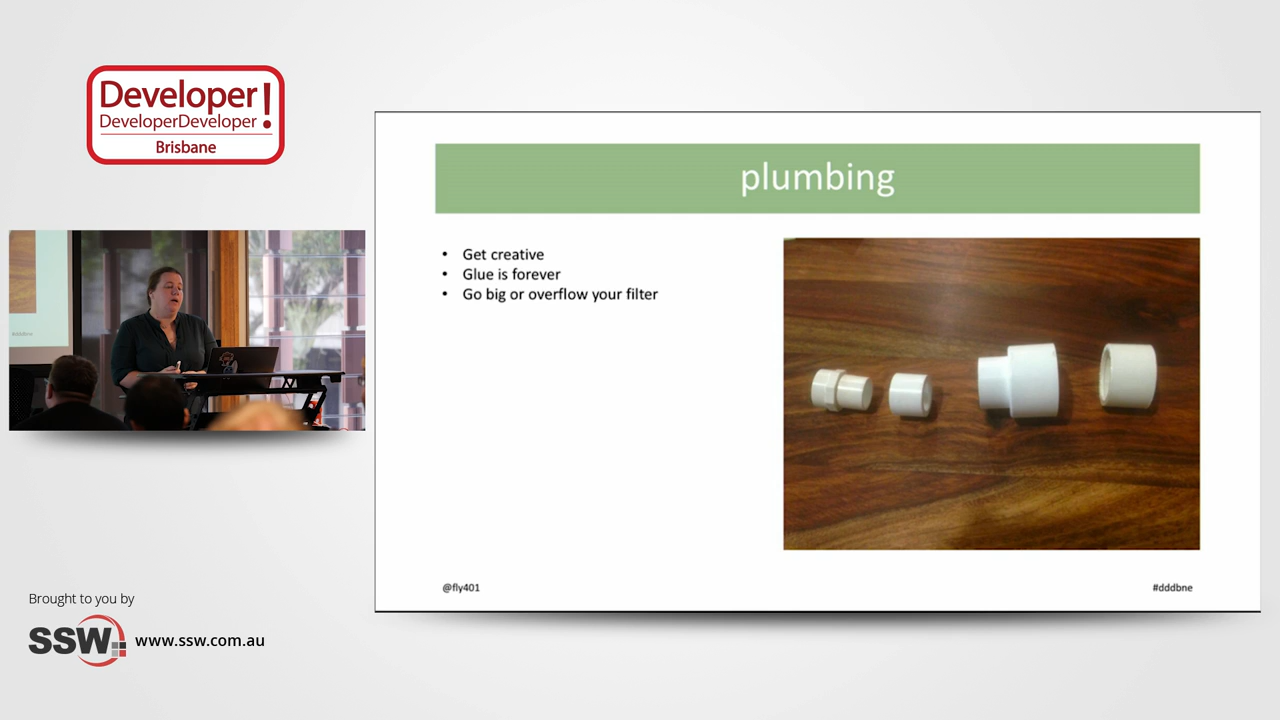 Developer!
DeveloperDeveloper
Brisbane
plumbing
• Get creative
• Glue is forever
• Go big or overflow your filter
@fly401
#dddbne
#dddbne
Brought to you by
SSW
www.ssw.com.au